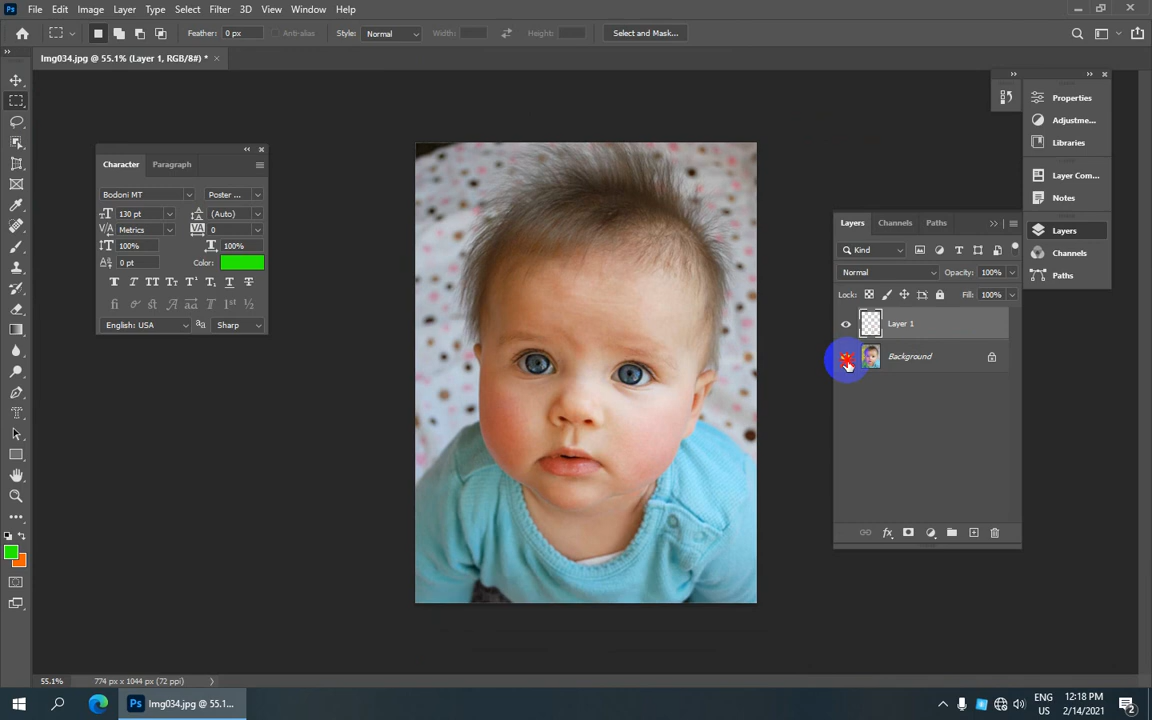 Ps File Edit Image Layer Type Select Filter 3D View Window Help
Feather: 0 px Anti-alias Style: Normal Width: Height: Select and Mask...
Img034.jpg @ 55.1% (Layer 1, RGB/8#) * ×
Character Paragraph
Bodoni MT Poster ...
130 pt (Auto)
Metrics 0
100% 100%
0 pt Color:
English: USA Sharp
Properties
Adjustme...
Libraries
Layer Com...
Notes
Layers
Channels
Paths
Layers Channels Paths
Kind
Normal Opacity: 100%
Lock: Fill: 100%
Layer 1
Background
55.1% 774 px x 1044 px (72 ppi)
Ps Img034.jpg @ 55.1...
ENG
US
12:18 PM
2/14/2021
2